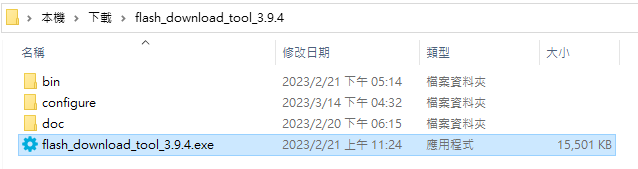 本機 > 下載 > flash_download_tool_3.9.4
名稱 修改日期 類型 大小
bin 2023/2/21 下午 05:14 檔案資料夾
configure 2023/3/14 下午 04:32 檔案資料夾
doc 2023/2/20 下午 06:15 檔案資料夾
flash_download_tool_3.9.4.exe 2023/2/21 上午 11:24 應用程式 15,501 KB